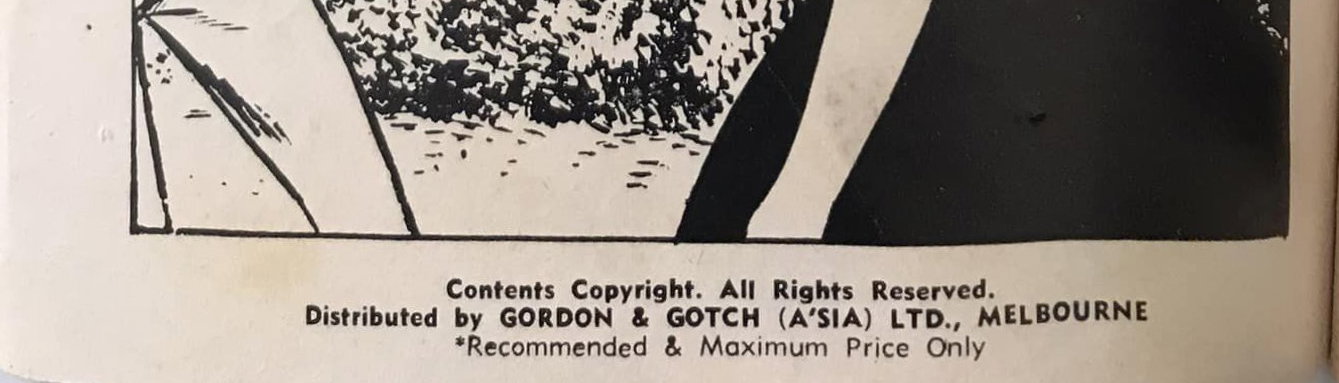 Contents Copyright. All Rights Reserved.
Distributed by GORDON & GOTCH (A'SIA) LTD., MELBOURNE
*Recommended & Maximum Price Only